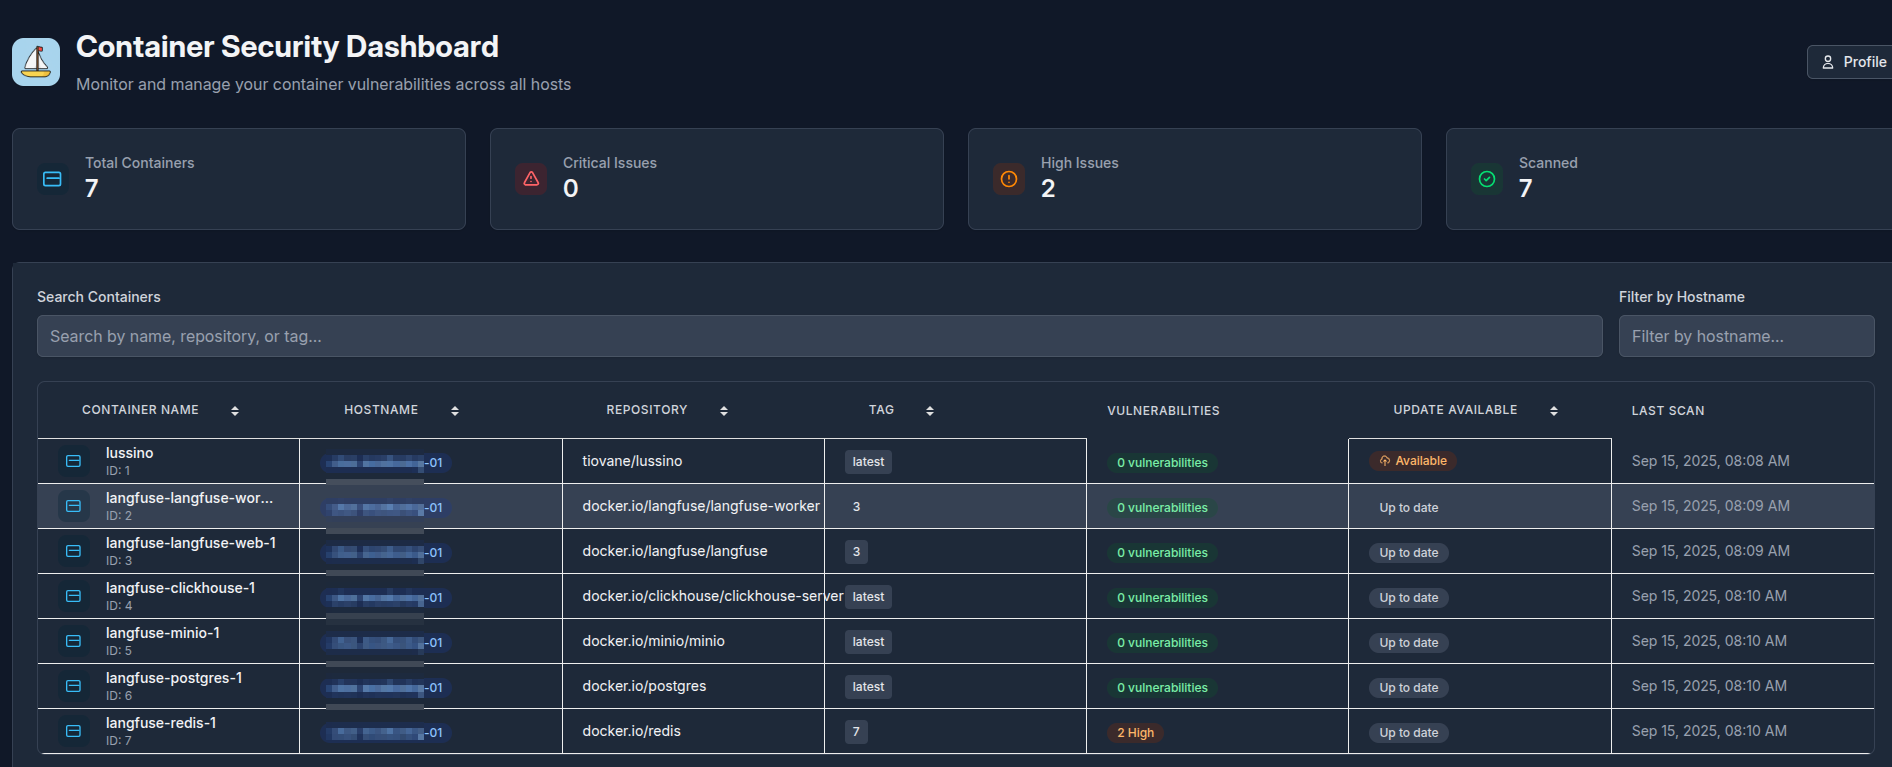 Container Security Dashboard
Monitor and manage your container vulnerabilities across all hosts
Profile
Total Containers
7
Critical Issues
0
High Issues
2
Scanned
7
Search Containers
Filter by Hostname
Search by name, repository, or tag...
Filter by hostname...
CONTAINER NAME HOSTNAME REPOSITORY TAG VULNERABILITIES UPDATE AVAILABLE LAST SCAN
lussino -01 tiovane/lussino latest 0 vulnerabilities Available Sep 15, 2025, 08:08 AM
ID: 1
langfuse-langfuse-wor... -01 docker.io/langfuse/langfuse-worker 3 0 vulnerabilities Up to date Sep 15, 2025, 08:09 AM
ID: 2
langfuse-langfuse-web-1 -01 docker.io/langfuse/langfuse 3 0 vulnerabilities Up to date Sep 15, 2025, 08:09 AM
ID: 3
langfuse-clickhouse-1 -01 docker.io/clickhouse/clickhouse-server latest 0 vulnerabilities Up to date Sep 15, 2025, 08:10 AM
ID: 4
langfuse-minio-1 -01 docker.io/minio/minio latest 0 vulnerabilities Up to date Sep 15, 2025, 08:10 AM
ID: 5
langfuse-postgres-1 -01 docker.io/postgres latest 0 vulnerabilities Up to date Sep 15, 2025, 08:10 AM
ID: 6
langfuse-redis-1 -01 docker.io/redis 7 2 High Up to date Sep 15, 2025, 08:10 AM
ID: 7